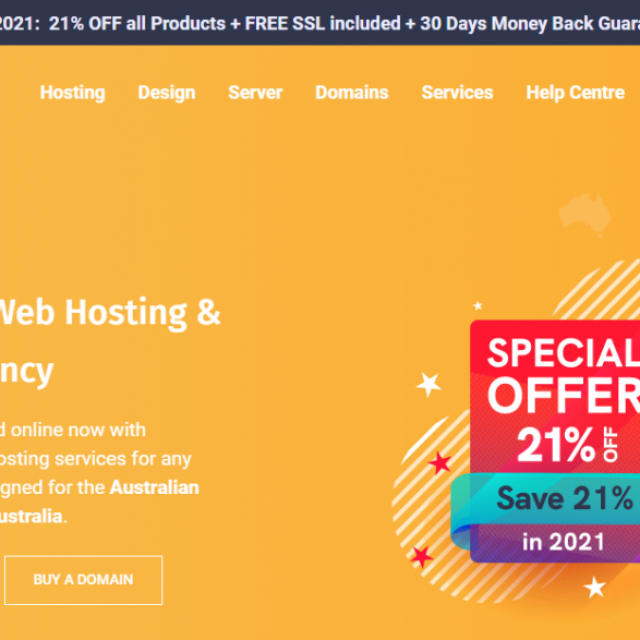 2021: 21% OFF all Products + FREE SSL included + 30 Days Money Back Guara
Hosting Design Server Domains Services Help Centre
Web Hosting &
ncy
d online now with
osting services for any
igned for the Australian
ustralia.
BUY A DOMAIN
SPECIAL
OFFER
21% OFF
Save 21%
in 2021